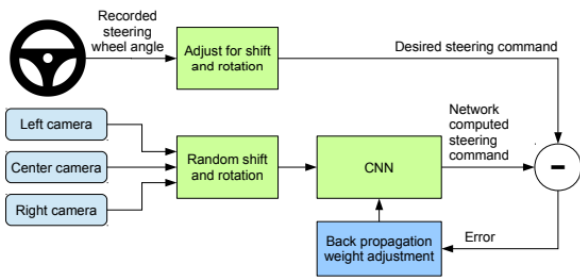 Recorded
steering
wheel angle
Adjust for shift
and rotation
Desired steering command
Left camera
Center camera
Right camera
Random shift
and rotation
CNN
Network
computed
steering
command
-
Back propagation
weight adjustment
Error